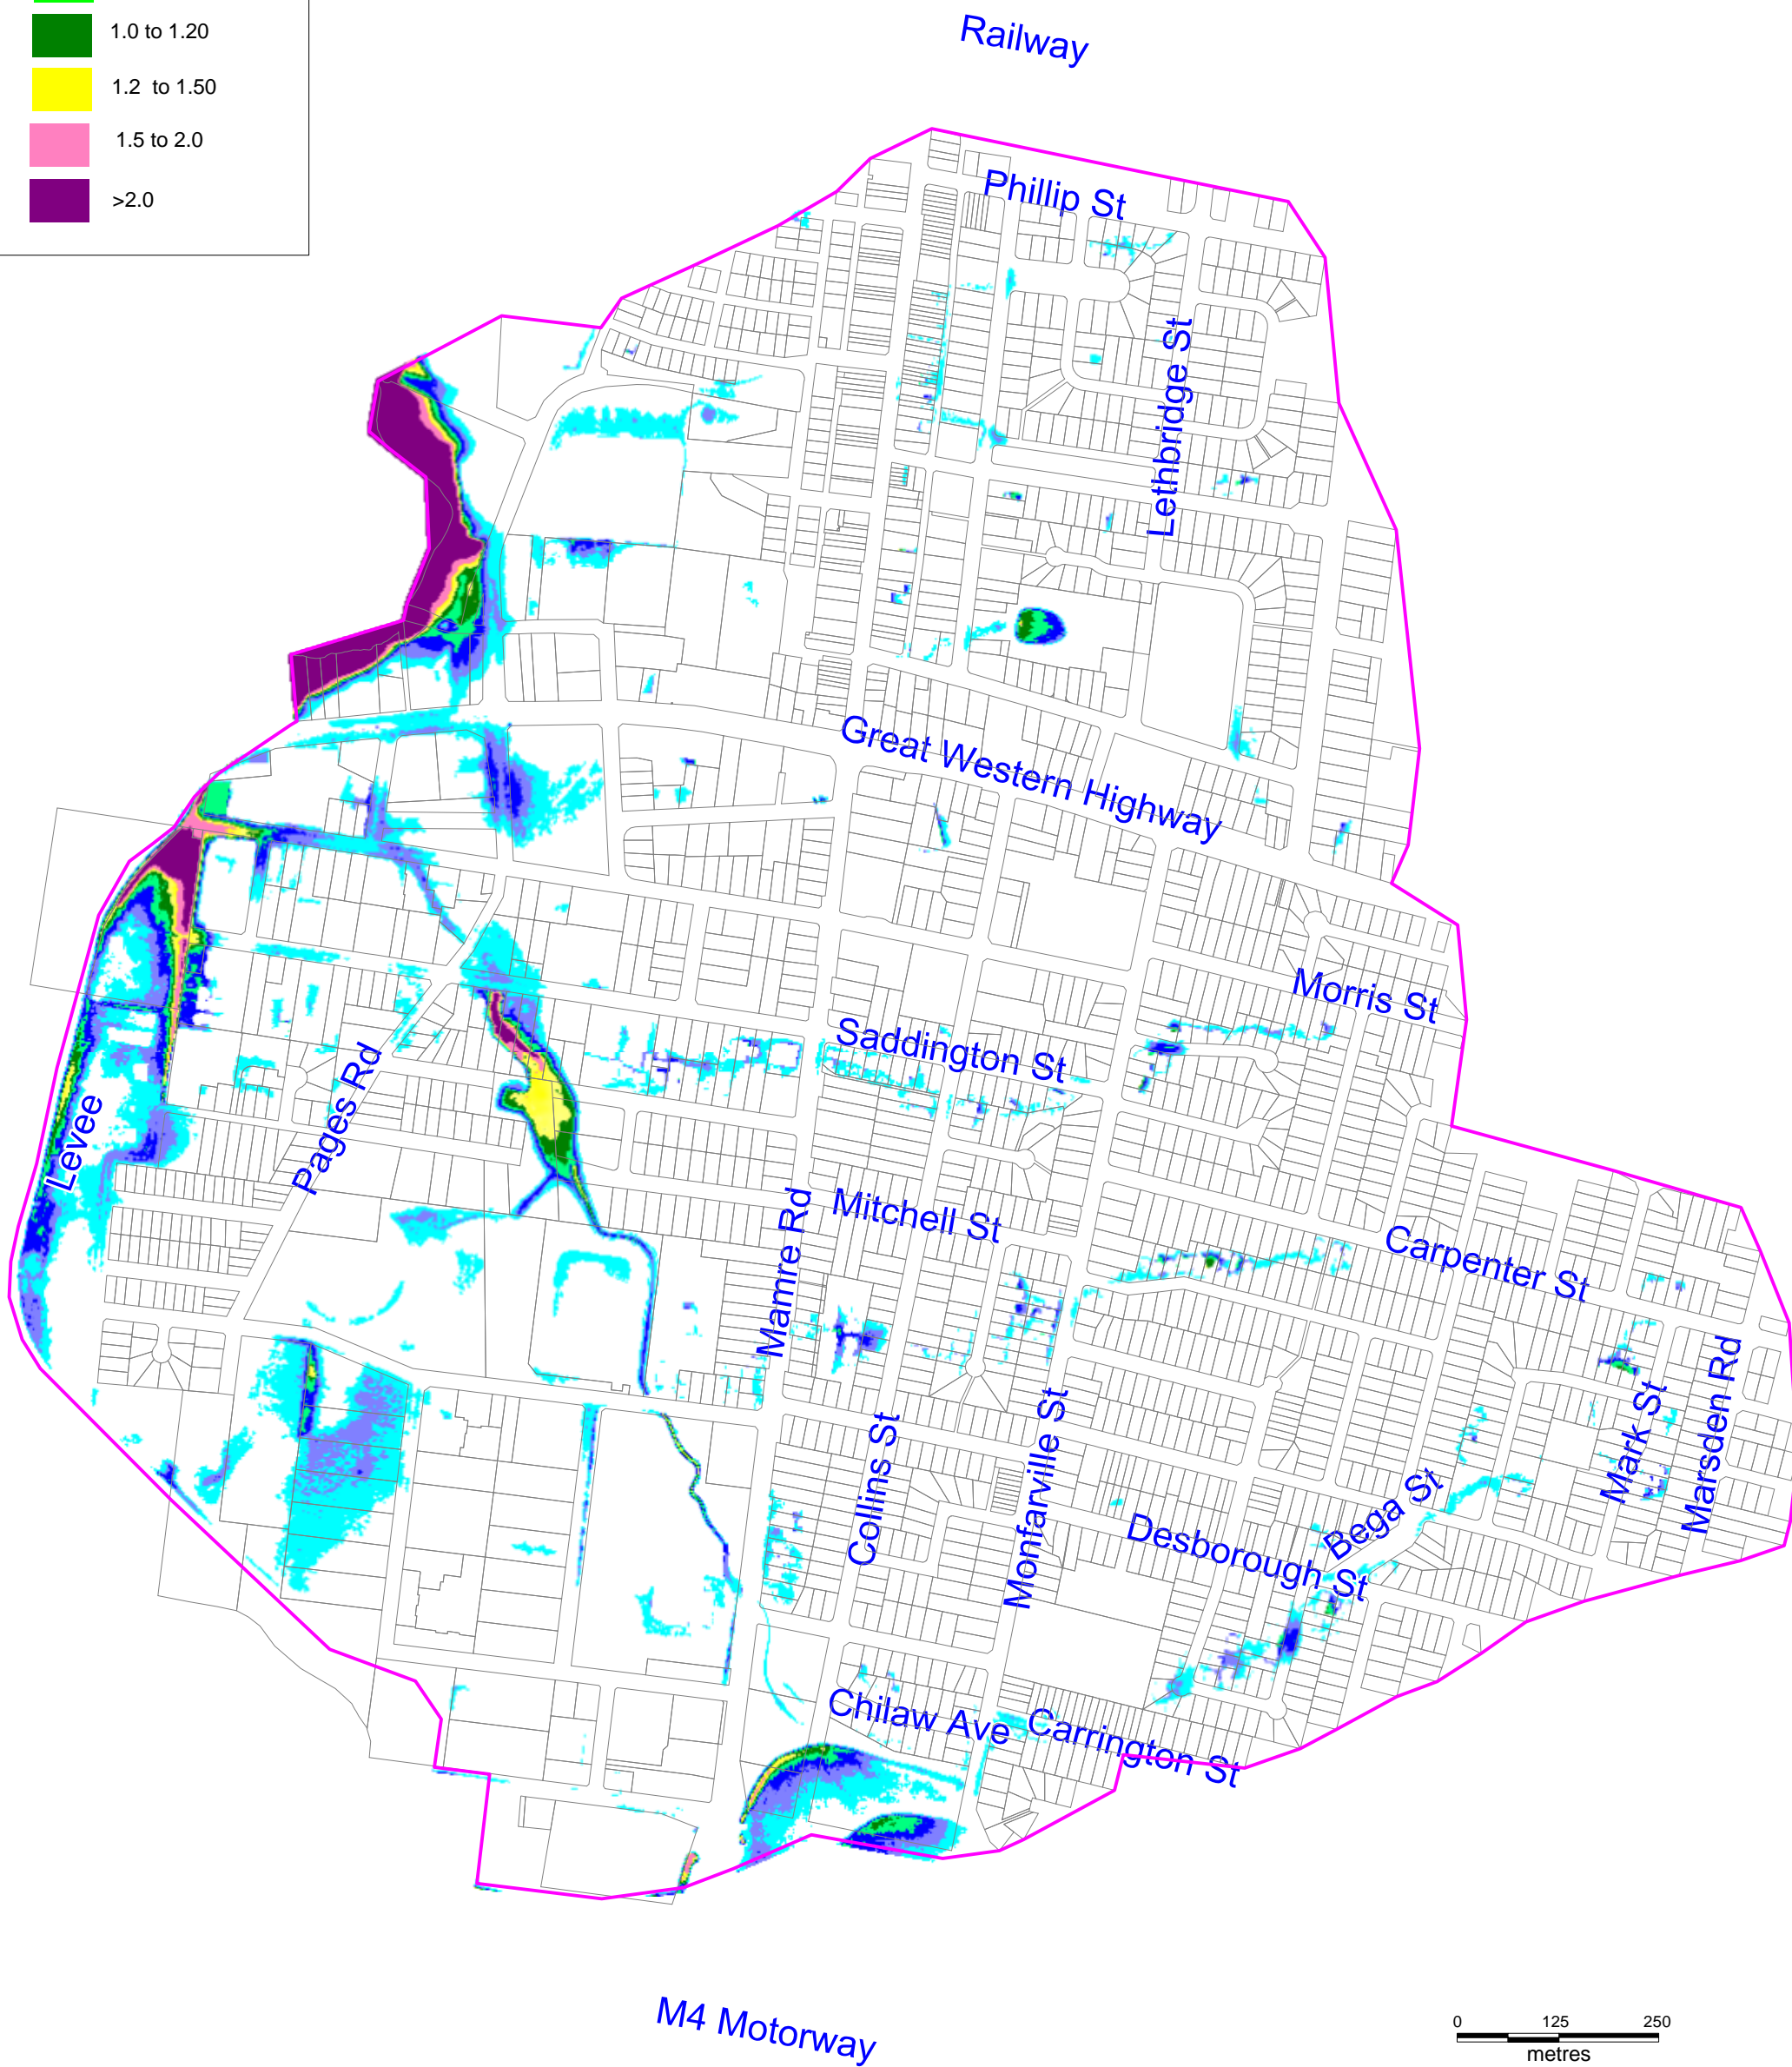 1.0 to 1.20
1.2 to 1.50
1.5 to 2.0
>2.0
Railway
Phillip St
Lethbridge St
Great Western Highway
Morris St
Saddington St
Pages Rd
Levee
Mitchell St
Mamre Rd
Carpenter St
Collins St
Monfarville St
Mark St
Marsden Rd
Bega St
Desborough St
Chilaw Ave
Carrington St
M4 Motorway
0 125 250
metres